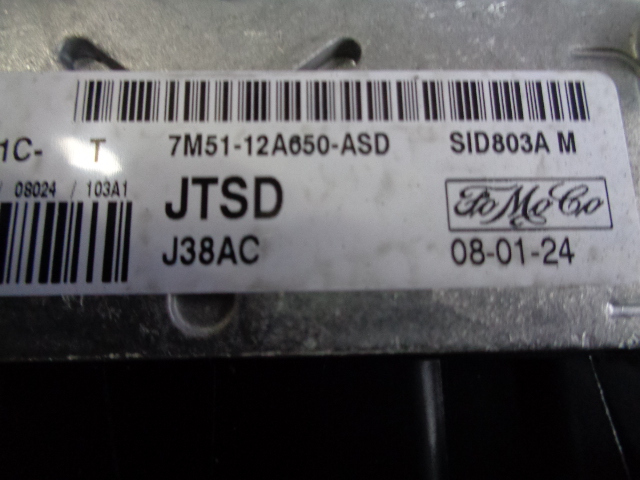 1C- T 7M51-12A650-ASD SID803A M
/ 08024 / 103A1 JTSD FoMoCo
J38AC 08-01-24